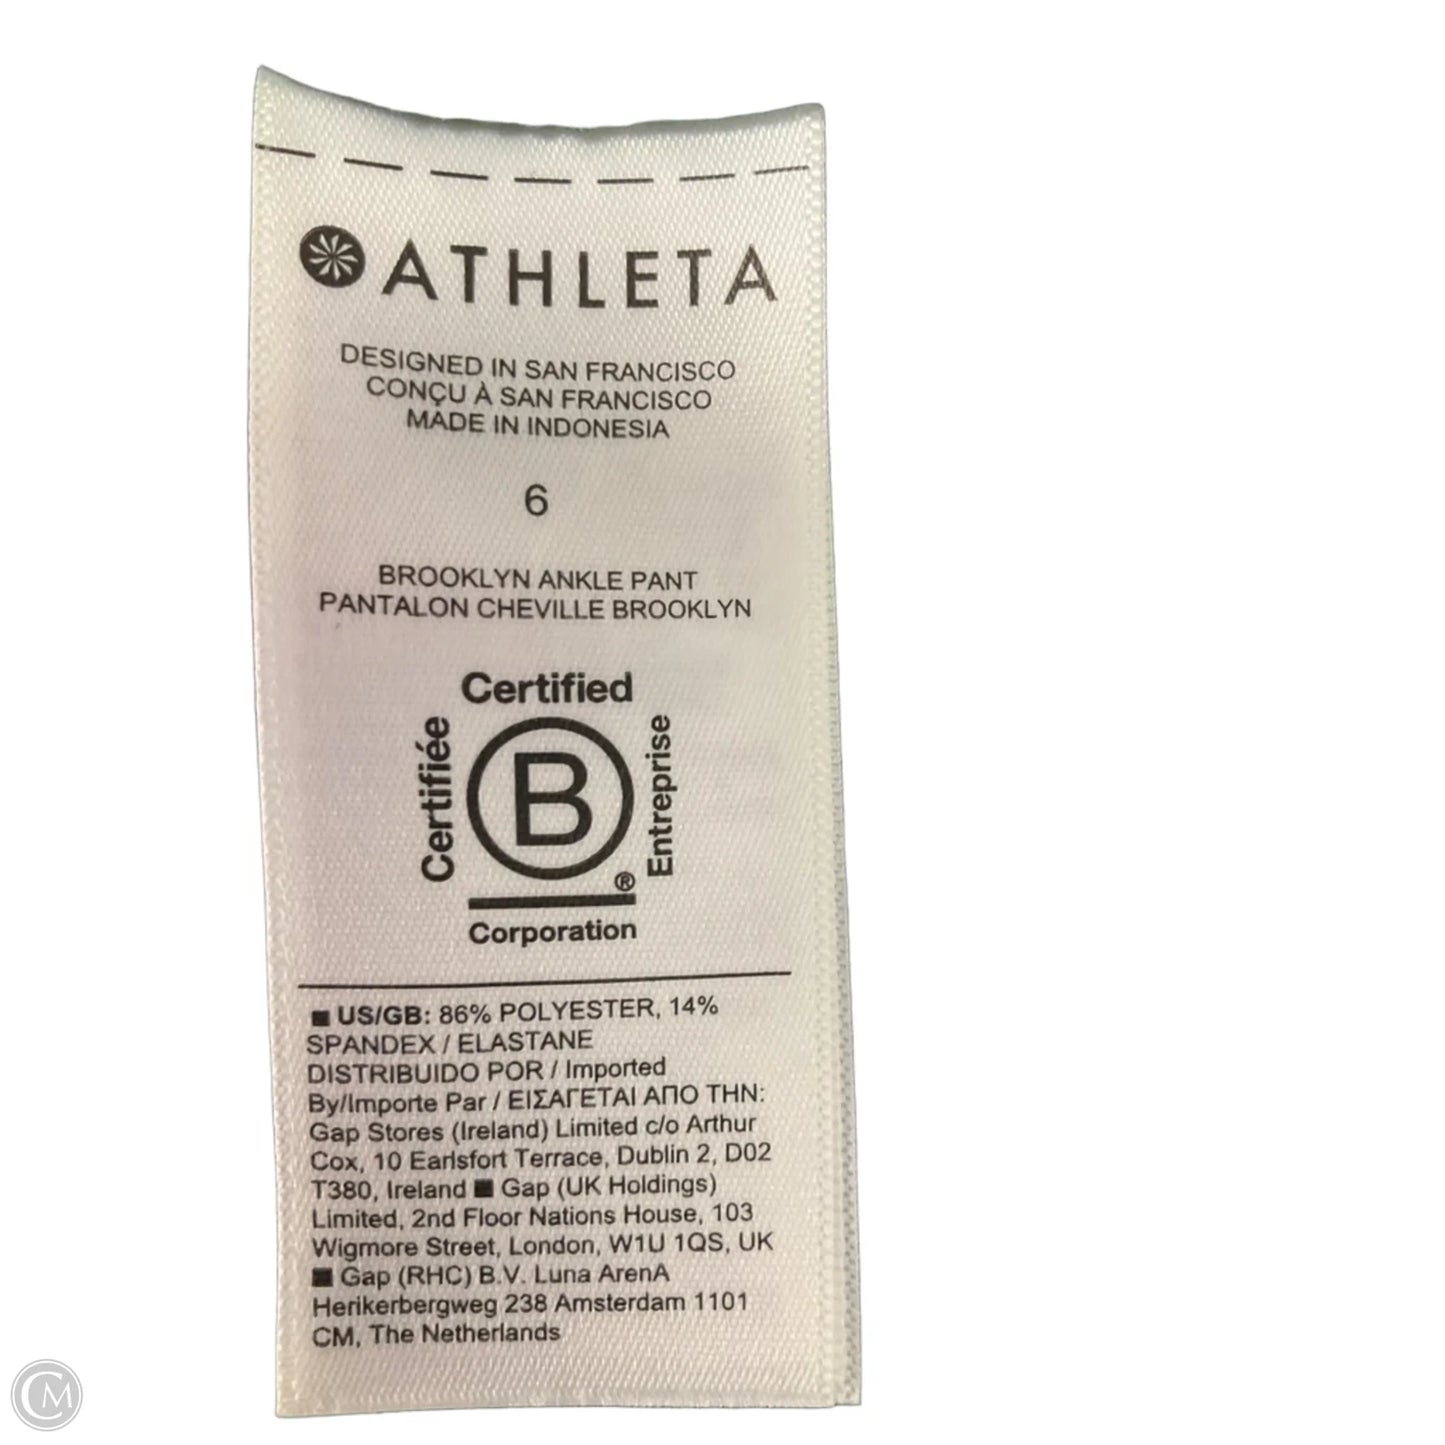 ATHLETA
DESIGNED IN SAN FRANCISCO
CONÇU À SAN FRANCISCO
MADE IN INDONESIA
6
BROOKLYN ANKLE PANT
PANTALON CHEVILLE BROOKLYN
Certified
Certifiée
B
Entreprise
®
Corporation
US/GB: 86% POLYESTER, 14%
SPANDEX / ELASTANE
DISTRIBUIDO POR / Imported
By/Importe Par / ΕΙΣΑΓΕΤΑΙ ΑΠΟ ΤΗΝ:
Gap Stores (Ireland) Limited c/o Arthur
Cox, 10 Earlsfort Terrace, Dublin 2, D02
T380, Ireland ■ Gap (UK Holdings)
Limited, 2nd Floor Nations House, 103
Wigmore Street, London, W1U 1QS, UK
■ Gap (RHC) B.V. Luna ArenA
Herikerbergweg 238 Amsterdam 1101
CM, The Netherlands
CM